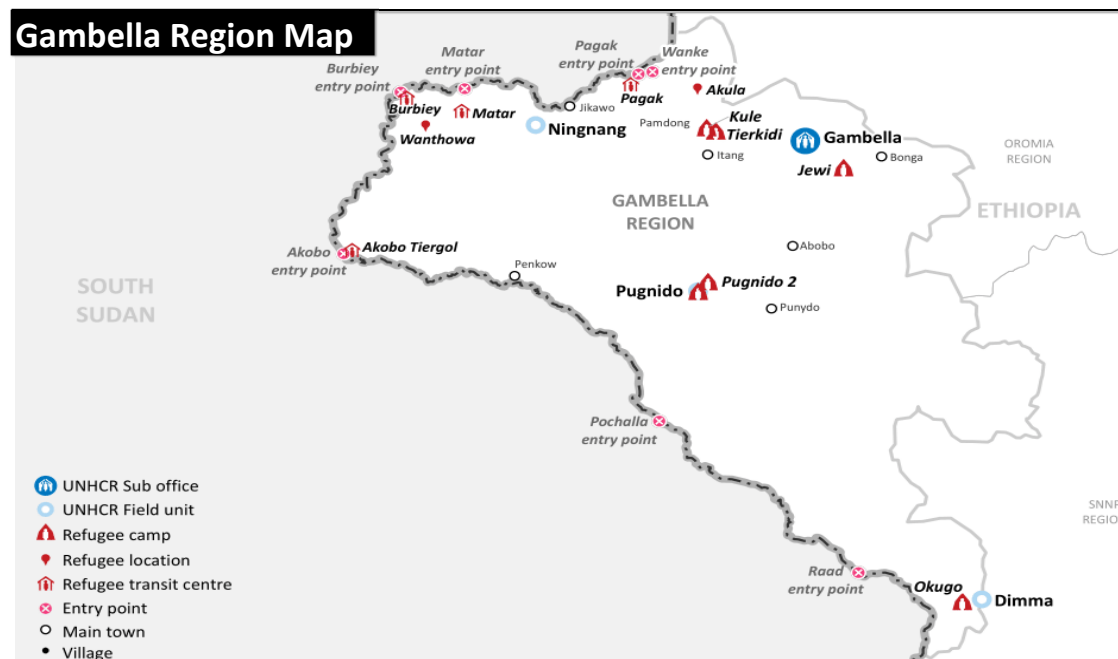 Gambella Region Map
Burbiey
entry point
Matar
entry point
Pagak
entry point
Wanke
entry point
Burbiey
Matar
Wanthowa
Jikawo
Ningnang
Pagak
Akula
Pamdong
Kule
Tierkidi
Itang
Gambella
Jewi
Bonga
OROMIA
REGION
ETHIOPIA
GAMBELLA
REGION
Akobo
entry point
Akobo Tiergol
Penkow
Abobo
Pugnido
Pugnido 2
Punydo
SOUTH
SUDAN
Pochalla
entry point
Raad
entry point
Okugo
Dimma
SNNP
REGIO
UNHCR Sub office
UNHCR Field unit
Refugee camp
Refugee location
Refugee transit centre
Entry point
Main town
Village